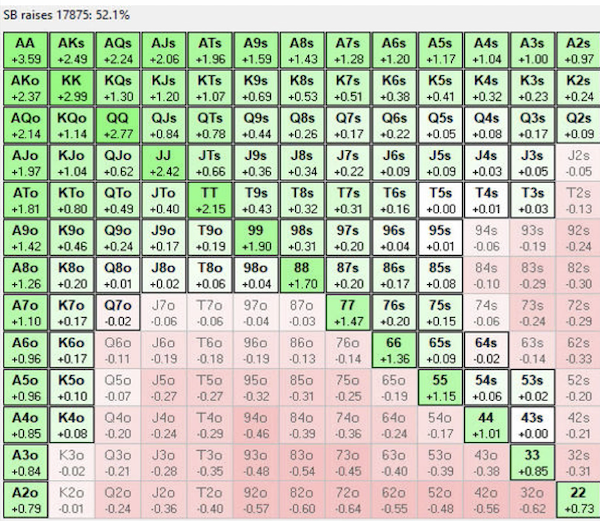 SB raises 17875: 52.1%
AA AKs AQs AJs ATs A9s A8s A7s A6s A5s A4s A3s A2s
+3.59 +2.49 +2.24 +2.06 +1.96 +1.59 +1.43 +1.28 +1.20 +1.17 +1.04 +1.00 +0.97
AKo KK KQs KJs KTs K9s K8s K7s K6s K5s K4s K3s K2s
+2.37 +2.99 +1.30 +1.20 +1.07 +0.69 +0.53 +0.51 +0.38 +0.41 +0.32 +0.23 +0.24
AQo KQo QQ QJs QTs Q9s Q8s Q7s Q6s Q5s Q4s Q3s Q2s
+2.14 +1.14 +2.77 +0.84 +0.78 +0.44 +0.26 +0.17 +0.22 +0.05 +0.08 +0.17 +0.09
AJo KJo QJo JJ JTs J9s J8s J7s J6s J5s J4s J3s J2s
+1.97 +1.04 +0.62 +2.42 +0.66 +0.36 +0.34 +0.22 +0.09 +0.09 +0.03 +0.05 -0.05
ATo KTo QTo JTo TT T9s T8s T7s T6s T5s T4s T3s T2s
+1.81 +0.80 +0.49 +0.40 +2.15 +0.43 +0.32 +0.31 +0.16 +0.00 +0.01 +0.03 -0.13
A9o K9o Q9o J9o T9o 99 98s 97s 96s 95s 94s 93s 92s
+1.42 +0.46 +0.24 +0.17 +0.19 +1.90 +0.31 +0.20 +0.04 +0.01 -0.06 -0.19 -0.24
A8o K8o Q8o J8o T8o 98o 88 87s 86s 85s 84s 83s 82s
+1.26 +0.20 +0.01 +0.02 +0.06 +0.04 +1.70 +0.20 +0.17 +0.08 -0.10 -0.29 -0.30
A7o K7o Q7o J7o T7o 97o 87o 77 76s 75s 74s 73s 72s
+1.10 +0.17 -0.02 -0.06 -0.06 -0.04 -0.03 +1.47 +0.20 +0.15 -0.06 -0.24 -0.29
A6o K6o Q6o J6o T6o 96o 86o 76o 66 65s 64s 63s 62s
+0.96 +0.17 -0.11 -0.19 -0.18 -0.19 -0.13 -0.14 +1.36 +0.09 -0.02 -0.14 -0.33
A5o K5o Q5o J5o T5o 95o 85o 75o 65o 55 54s 53s 52s
+0.96 +0.10 -0.07 -0.27 -0.27 -0.32 -0.31 -0.25 -0.19 +1.15 +0.06 +0.02 -0.20
A4o K4o Q4o J4o T4o 94o 84o 74o 64o 54o 44 43s 42s
+0.85 +0.08 -0.20 -0.24 -0.29 -0.46 -0.39 -0.36 -0.24 -0.17 +1.01 +0.00 -0.21
A3o K3o Q3o J3o T3o 93o 83o 73o 63o 53o 43o 33 32s
+0.84 -0.02 -0.21 -0.28 -0.35 -0.48 -0.54 -0.45 -0.40 -0.39 -0.38 +0.85 -0.31
A2o K2o Q2o J2o T2o 92o 82o 72o 62o 52o 42o 32o 22
+0.79 -0.01 -0.24 -0.36 -0.40 -0.57 -0.60 -0.64 -0.55 -0.48 -0.56 -0.62 +0.73